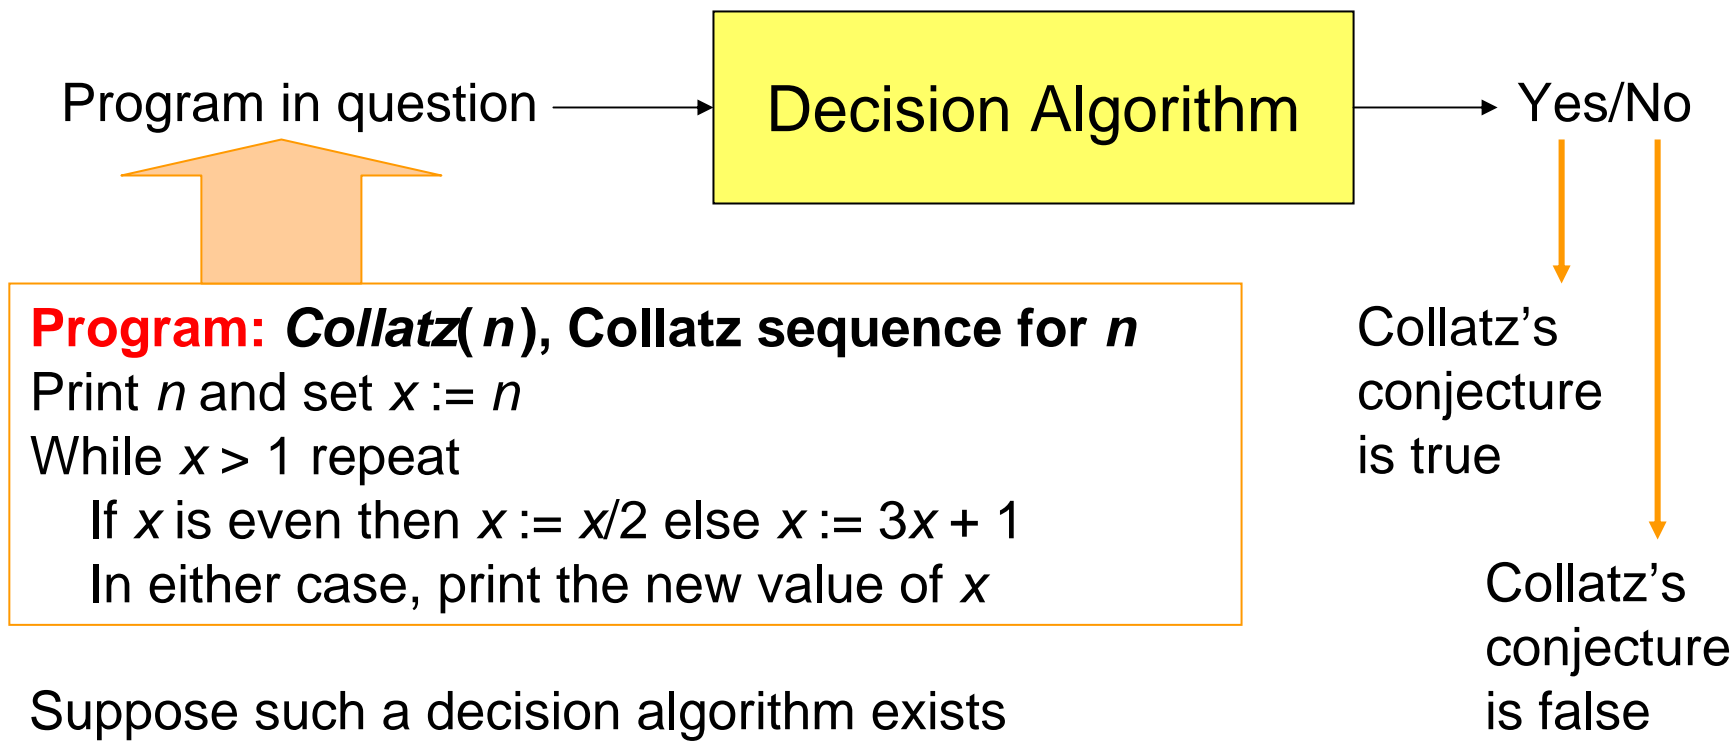 Program in question
Decision Algorithm
Yes/No
Program: Collatz(n), Collatz sequence for n
Print n and set x := n
While x > 1 repeat
If x is even then x := x/2 else x := 3x + 1
In either case, print the new value of x
Collatz's
conjecture
is true
Collatz's
conjecture
is false
Suppose such a decision algorithm exists